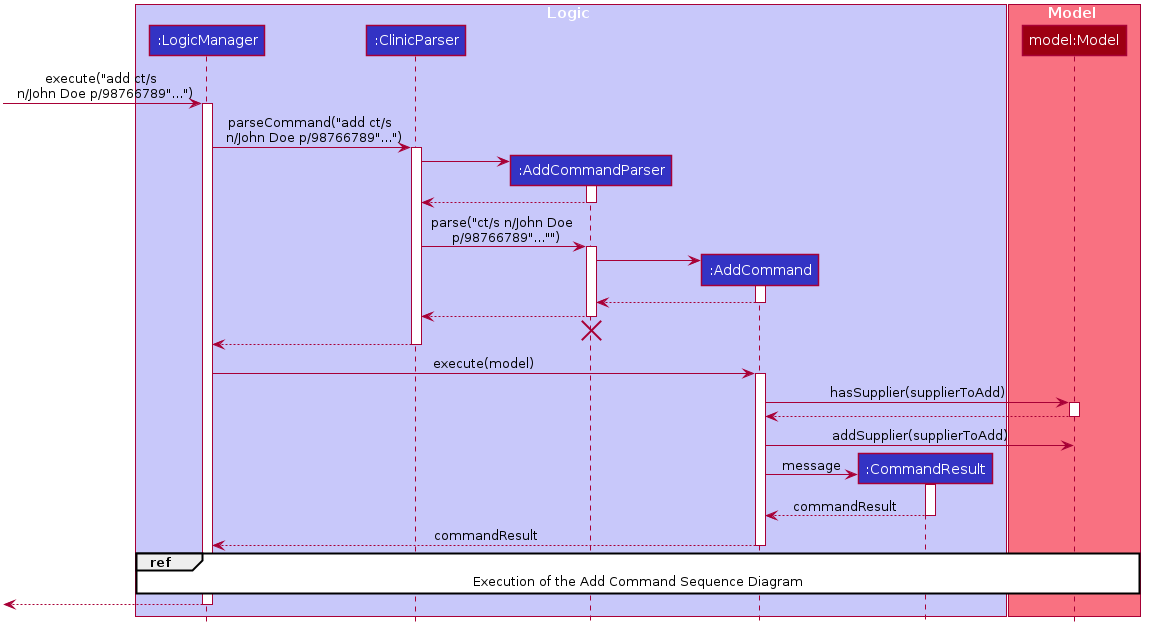 Logic
Model
:LogicManager
:ClinicParser
model:Model
execute("add ct/s
n/John Doe p/98766789"...")
parseCommand("add ct/s
n/John Doe p/98766789"...")
:AddCommandParser
parse("ct/s n/John Doe
p/98766789"..."")
:AddCommand
execute(model)
hasSupplier(supplierToAdd)
addSupplier(supplierToAdd)
message
:CommandResult
commandResult
commandResult
ref
Execution of the Add Command Sequence Diagram